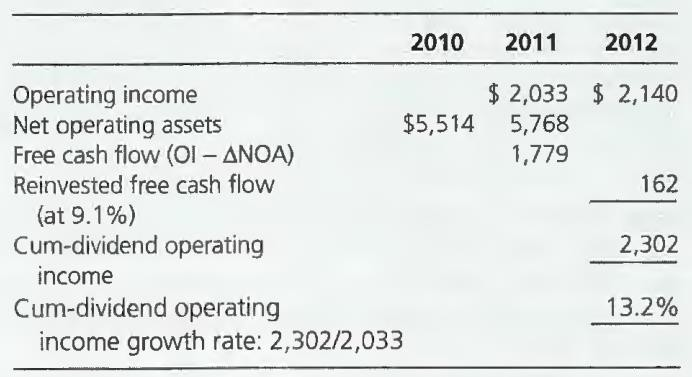 2010 2011 2012
Operating income $ 2,033 $ 2,140
Net operating assets $5,514 5,768
Free cash flow (OI – ΔNOA) 1,779
Reinvested free cash flow 162
(at 9.1%)
Cum-dividend operating 2,302
income
Cum-dividend operating 13.2%
income growth rate: 2,302/2,033